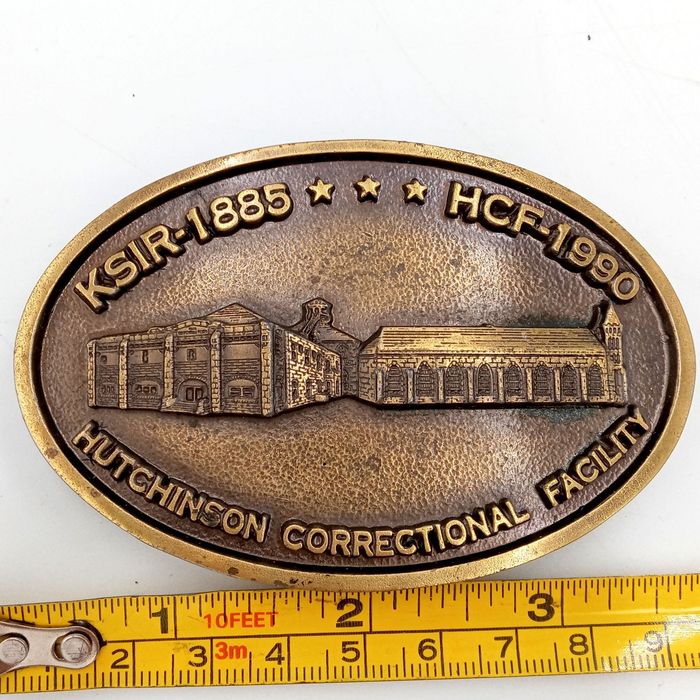 KSIR-1885 ★ ★ ★ HCF-1990
HUTCHINSON CORRECTIONAL FACILITY
1 10FEET 2 3
2 3 3m 4 5 6 7 8 9